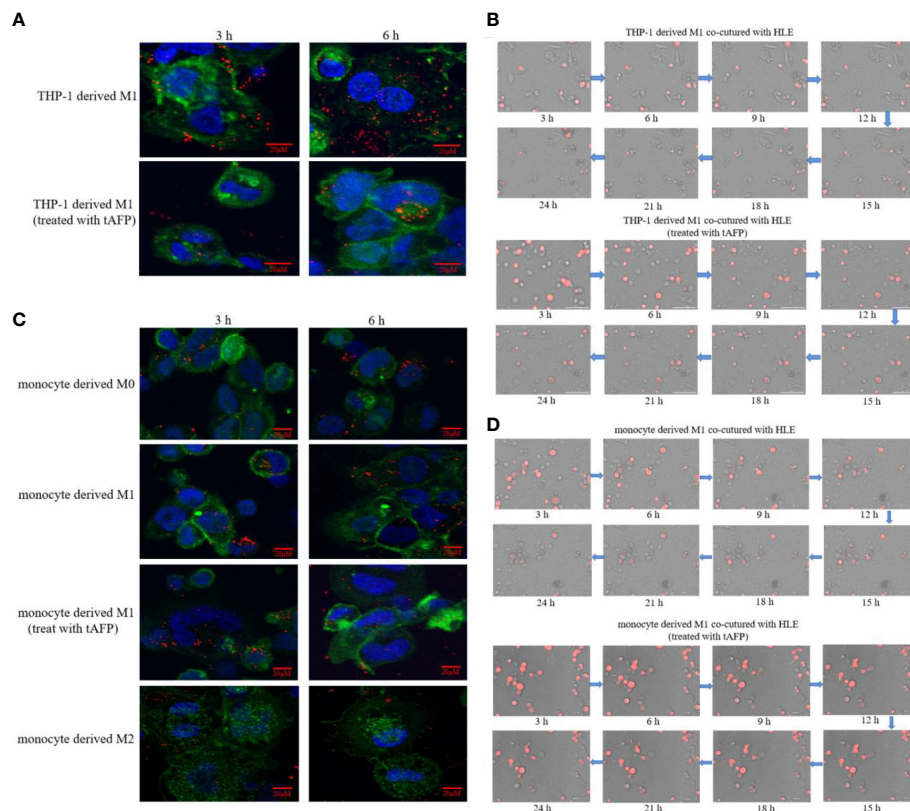 A
3 h
6 h
THP-1 derived M1
20μM
20μM
THP-1 derived M1
(treated with tAFP)
20μM
20μM
B
THP-1 derived M1 co-cutured with HLE
3 h
6 h
9 h
12 h
24 h
21 h
18 h
15 h
THP-1 derived M1 co-cutured with HLE
(treated with tAFP)
3 h
6 h
9 h
12 h
24 h
21 h
18 h
15 h
C
3 h
6 h
monocyte derived M0
20μM
20μM
monocyte derived M1
20μM
20μM
monocyte derived M1
(treat with tAFP)
20μM
20μM
monocyte derived M2
20μM
20μM
D
monocyte derived M1 co-cutured with HLE
3 h
6 h
9 h
12 h
24 h
21 h
18 h
15 h
monocyte derived M1 co-cutured with HLE
(treated with tAFP)
3 h
6 h
9 h
12 h
24 h
21 h
18 h
15 h